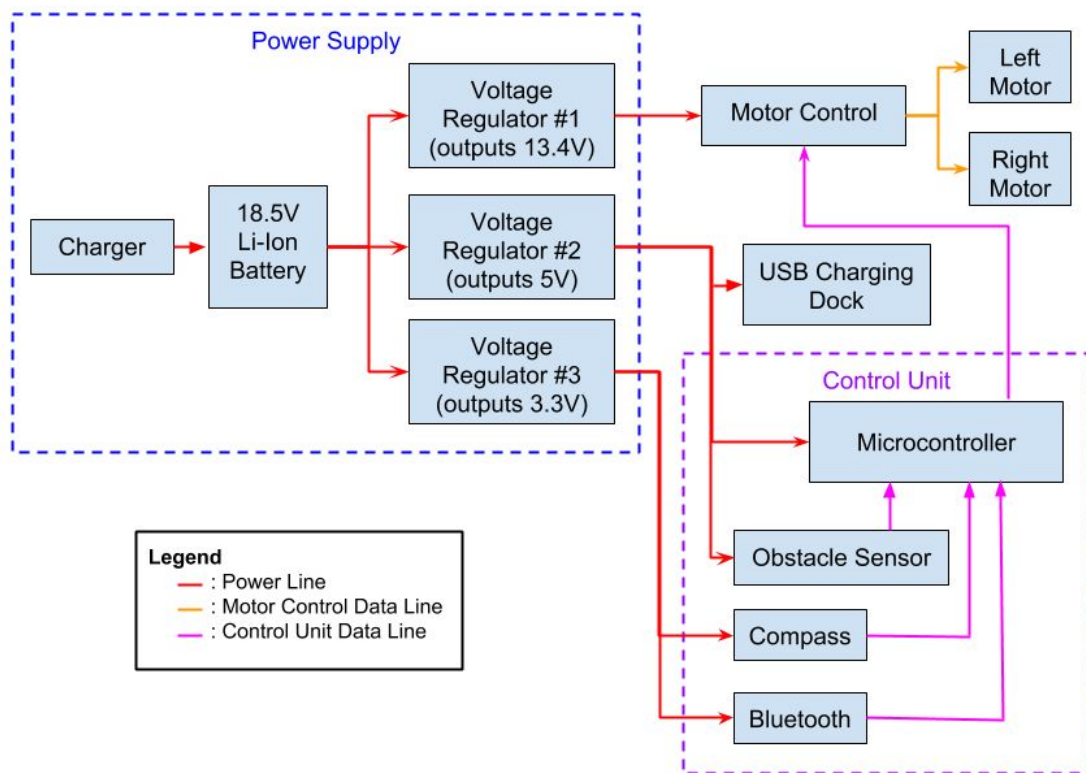 Power Supply
Charger
18.5V
Li-Ion
Battery
Voltage
Regulator #1
(outputs 13.4V)
Voltage
Regulator #2
(outputs 5V)
Voltage
Regulator #3
(outputs 3.3V)
Motor Control
Left
Motor
Right
Motor
USB Charging
Dock
Control Unit
Microcontroller
Obstacle Sensor
Compass
Bluetooth
Legend
: Power Line
: Motor Control Data Line
: Control Unit Data Line